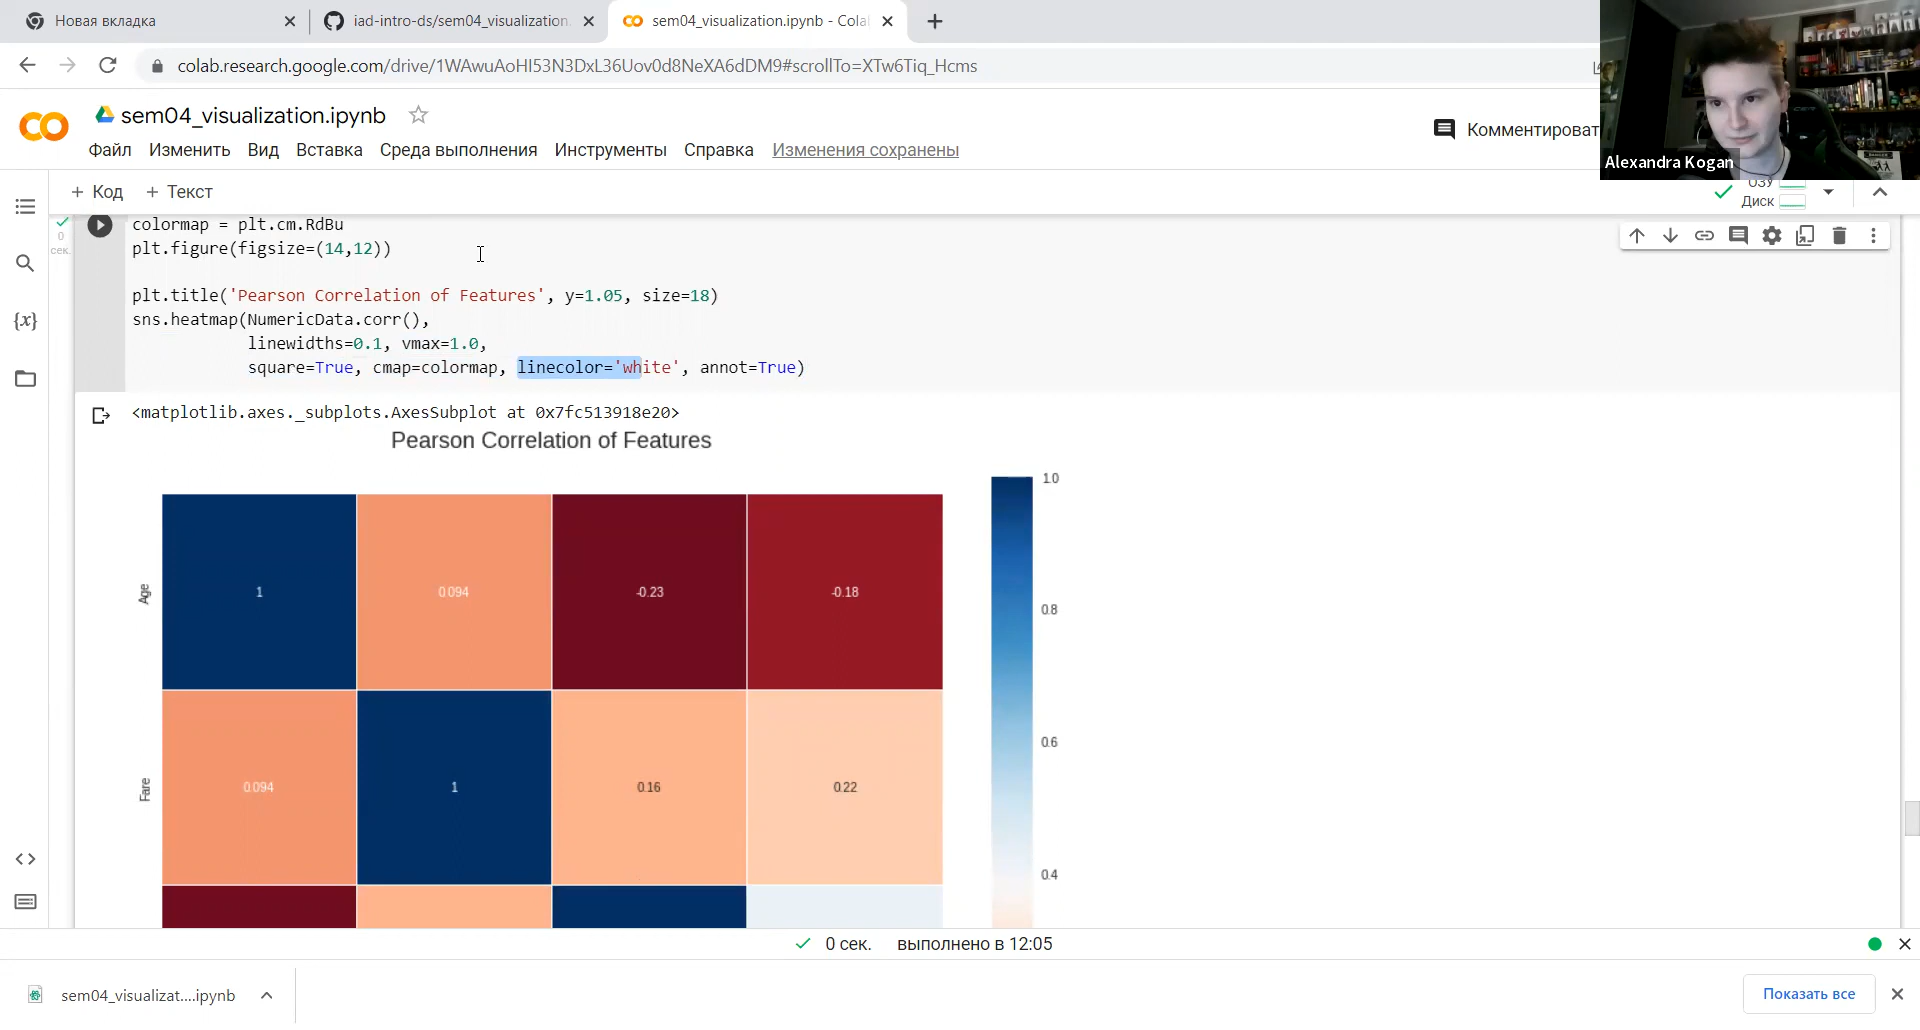 Новая вкладка
iad-intro-ds/sem04_visualization.
sem04_visualization.ipynb - Cola
colab.research.google.com/drive/1WAwuAoHI53N3DxL36Uov0d8NeXA6dDM9#scrollTo=XTw6Tiq_Hcms
sem04_visualization.ipynb
Комментироват
Alexandra Kogan
Файл Изменить Вид Вставка Среда выполнения Инструменты Справка Изменения сохранены
+ Код + Текст
ОЗУ
Диск
0
сек.
{x}
colormap = plt.cm.RdBu
plt.figure(figsize=(14,12))
plt.title('Pearson Correlation of Features', y=1.05, size=18)
sns.heatmap(NumericData.corr(),
linewidths=0.1, vmax=1.0,
square=True, cmap=colormap, linecolor='white', annot=True)
<matplotlib.axes._subplots.AxesSubplot at 0x7fc513918e20>
Pearson Correlation of Features
Age
1 0.094 -0.23 -0.18
Fare
0.094 1 0.16 0.22
1.0
0.8
0.6
0.4
0 сек. выполнено в 12:05
sem04_visualizat....ipynb
Показать все